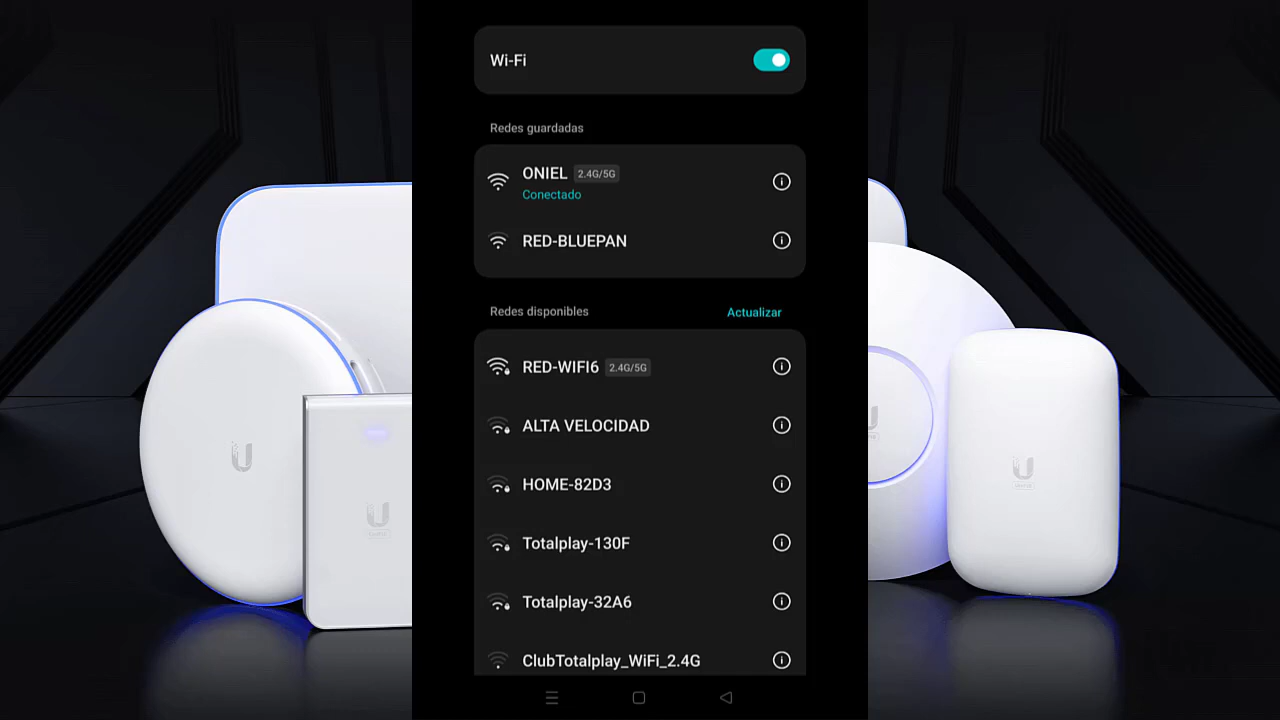 Wi-Fi
Redes guardadas
ONIEL 2.4G/5G
Conectado
RED-BLUEPAN
Redes disponibles Actualizar
RED-WIFI6 2.4G/5G
ALTA VELOCIDAD
HOME-82D3
Totalplay-130F
Totalplay-32A6
ClubTotalplay_WiFi_2.4G